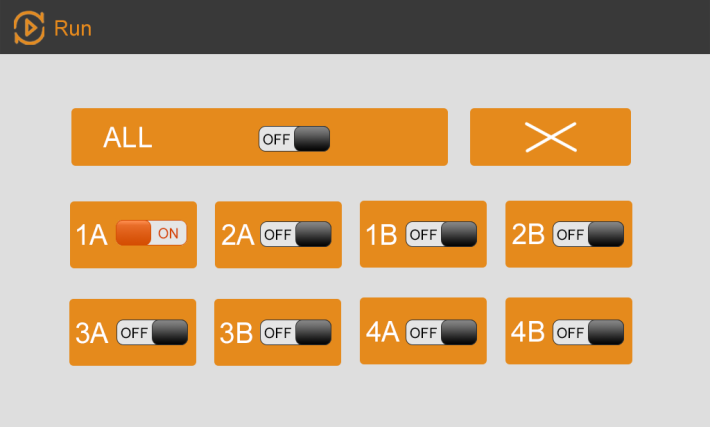 Run
ALL OFF
1A ON 2A OFF 1B OFF 2B OFF
3A OFF 3B OFF 4A OFF 4B OFF